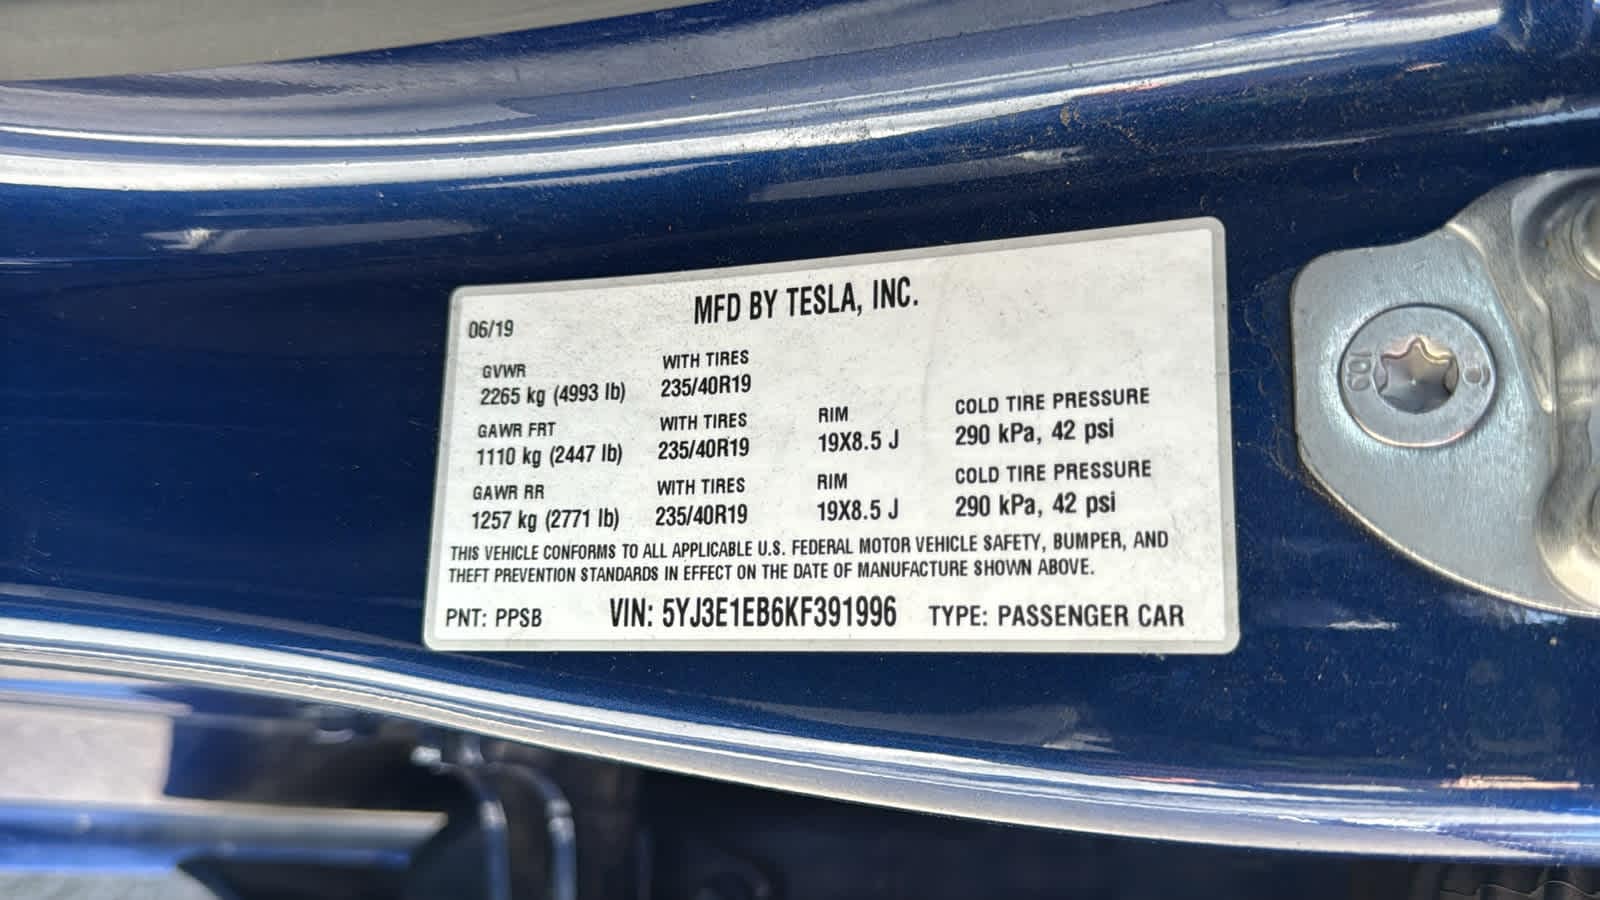 MFD BY TESLA, INC.
06/19
GVWR WITH TIRES
2265 kg (4993 lb) 235/40R19
GAWR FRT WITH TIRES RIM COLD TIRE PRESSURE
1110 kg (2447 lb) 235/40R19 19X8.5 J 290 kPa, 42 psi
GAWR RR WITH TIRES RIM COLD TIRE PRESSURE
1257 kg (2771 lb) 235/40R19 19X8.5 J 290 kPa, 42 psi
THIS VEHICLE CONFORMS TO ALL APPLICABLE U.S. FEDERAL MOTOR VEHICLE SAFETY, BUMPER, AND
THEFT PREVENTION STANDARDS IN EFFECT ON THE DATE OF MANUFACTURE SHOWN ABOVE.
PNT: PPSB VIN: 5YJ3E1EB6KF391996 TYPE: PASSENGER CAR